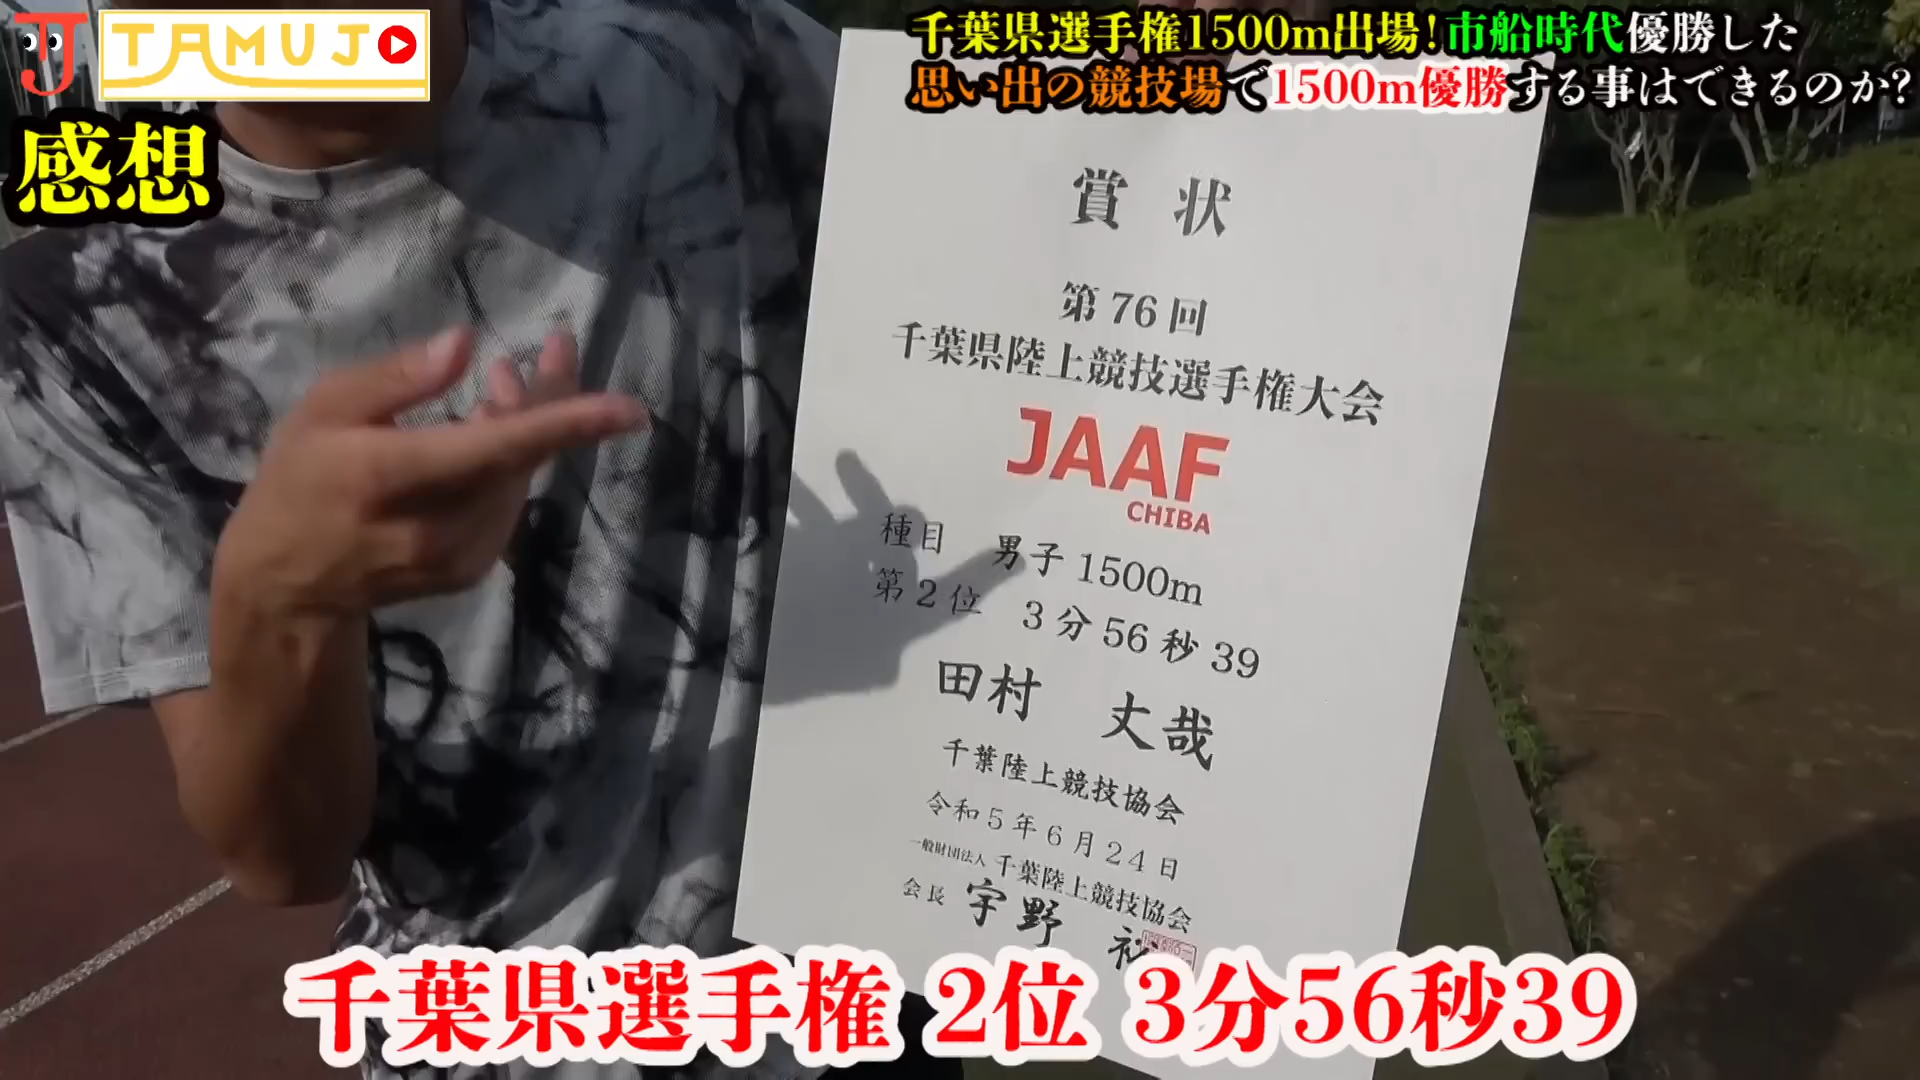 TJ
TAMUJO
千葉県選手権1500m出場!市船時代優勝した
思い出の競技場で1500m優勝する事はできるのか?
感想
賞状
第76回
千葉県陸上競技選手権大会
JAAF
CHIBA
種目 男子1500m
第2位 3分56秒39
田村 丈哉
千葉陸上競技協会
令和5年6月24日
一般財団法人 千葉陸上競技協会
会長 宇野
千葉県選手権 2位 3分56秒39